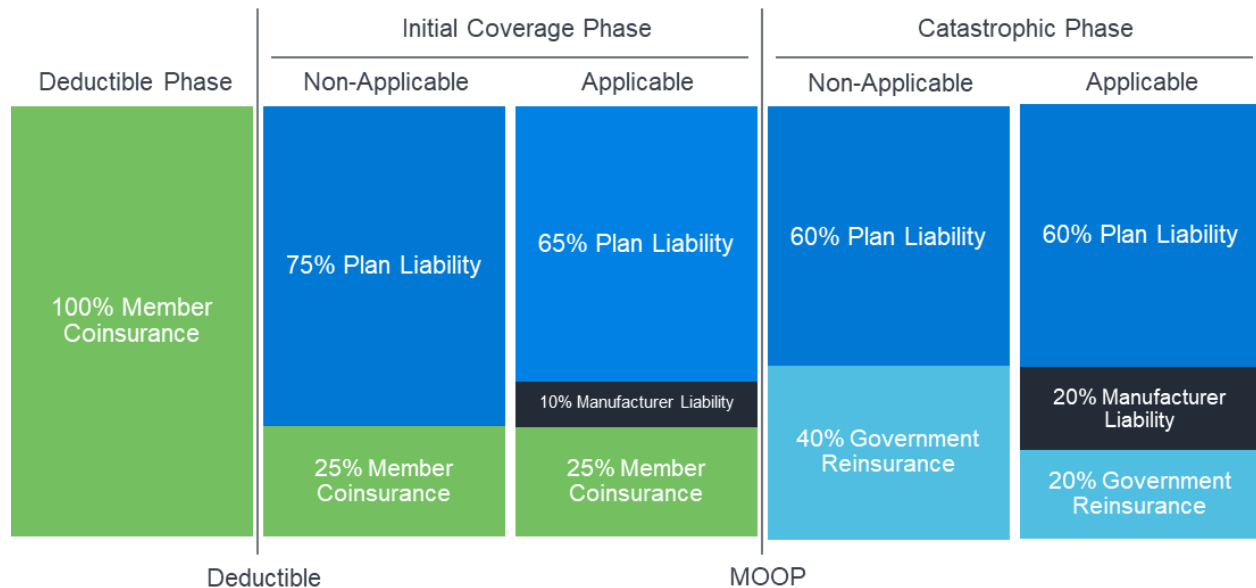 Initial Coverage Phase
Catastrophic Phase
Deductible Phase
Non-Applicable
Applicable
Non-Applicable
Applicable
100% Member
Coinsurance
75% Plan Liability
25% Member
Coinsurance
65% Plan Liability
10% Manufacturer Liability
25% Member
Coinsurance
60% Plan Liability
40% Government
Reinsurance
60% Plan Liability
20% Manufacturer
Liability
20% Government
Reinsurance
Deductible
MOOP